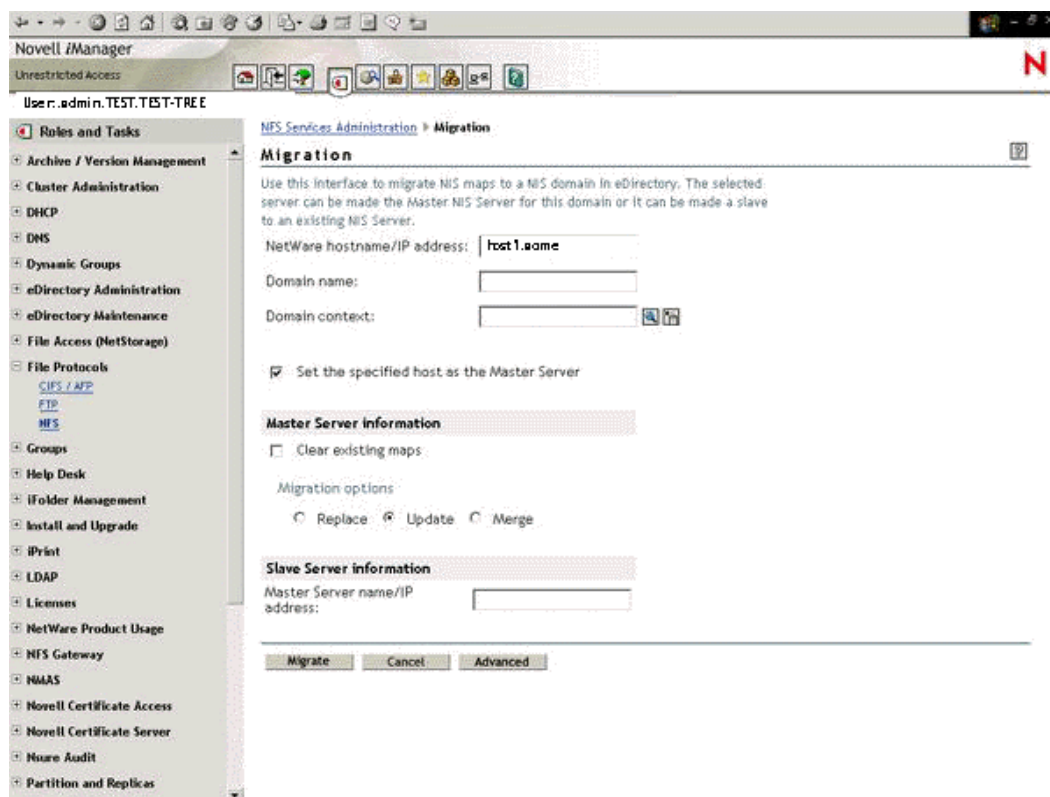 Novell iManager
Unrestricted Access
User:.admin.TEST.TEST-TREE
N
Roles and Tasks
Archive / Version Management
Cluster Administration
DHCP
DNS
Dynamic Groups
eDirectory Administration
eDirectory Maintenance
File Access (NetStorage)
File Protocols
CIFS / AFP
FTP
NFS
Groups
Help Desk
iFolder Management
Install and Upgrade
iPrint
LDAP
Licenses
NetWare Product Usage
NFS Gateway
NMAS
Novell Certificate Access
Novell Certificate Server
Nsure Audit
Partition and Replicas
NFS Services Administration Migration
Migration
?
Use this interface to migrate NIS maps to a NIS domain in eDirectory. The selected
server can be made the Master NIS Server for this domain or it can be made a slave
to an existing NIS Server.
NetWare hostname/IP address: host1.acme
Domain name:
Domain context:
Set the specified host as the Master Server
Master Server information
Clear existing maps
Migration options
Replace Update Merge
Slave Server information
Master Server name/IP
address:
Migrate Cancel Advanced